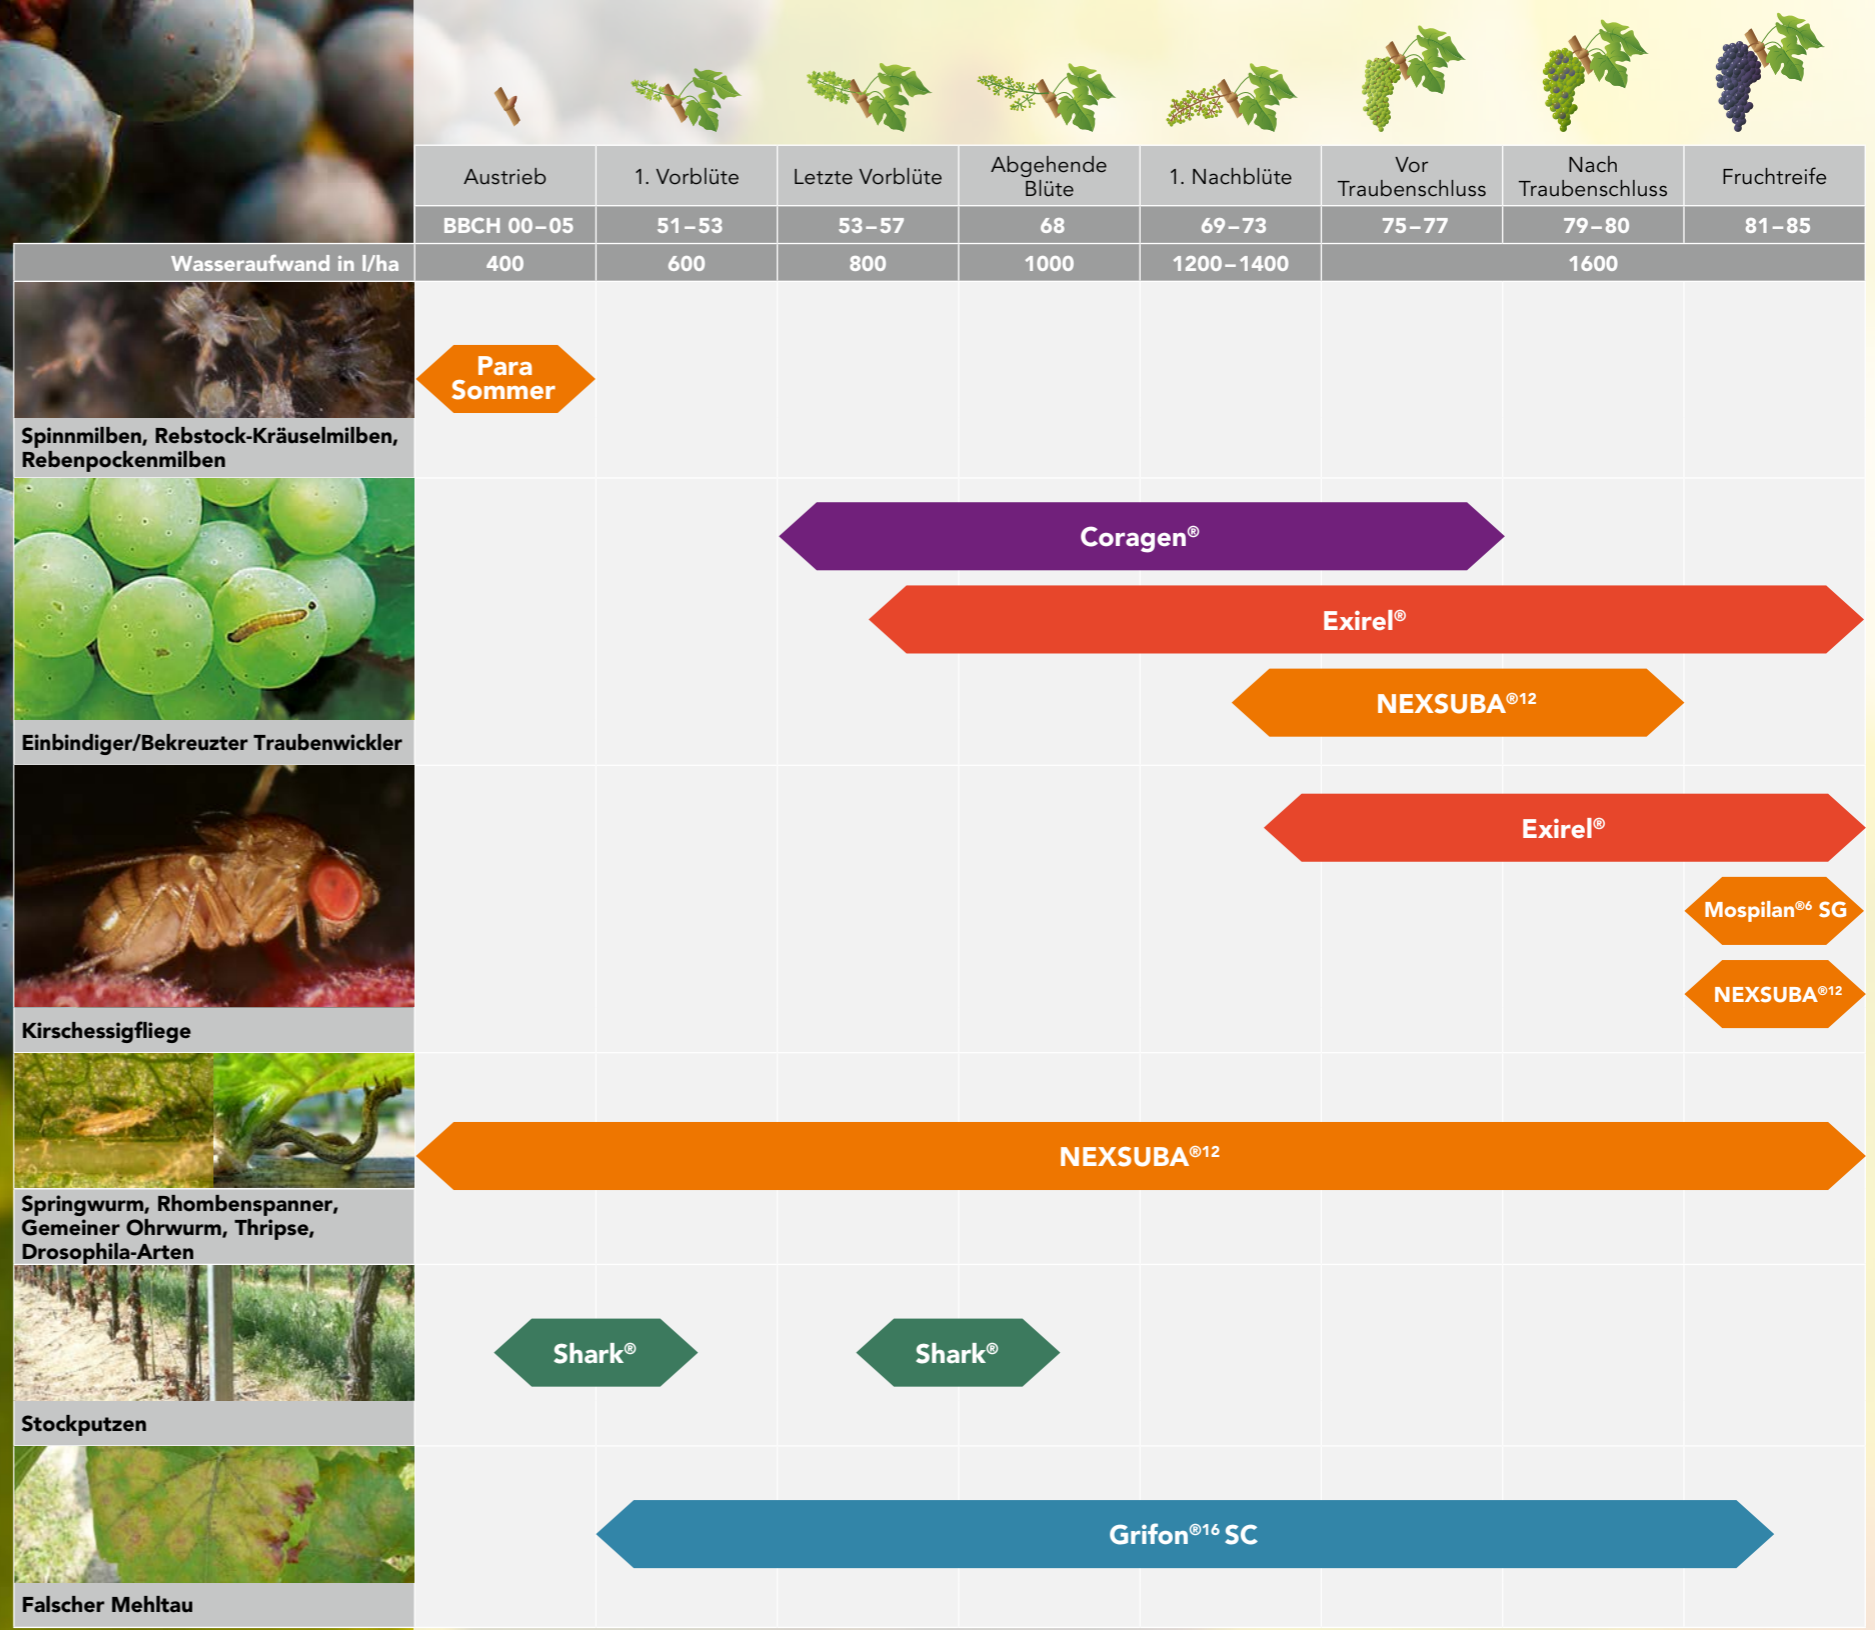 Austrieb
1. Vorblüte
Letzte Vorblüte
Abgehende
Blüte
1. Nachblüte
Vor
Traubenschluss
Nach
Traubenschluss
Fruchtreife
BBCH 00–05
51–53
53–57
68
69–73
75–77
79–80
81–85
Wasseraufwand in l/ha
400
600
800
1000
1200–1400
1600
Para
Sommer
Spinnmilben, Rebstock-Kräuselmilben,
Rebenpockenmilben
Coragen®
Exirel®
NEXSUBA®12
Einbindiger/Bekreuzter Traubenwickler
Exirel®
Mospilan®6 SG
NEXSUBA®12
Kirschessigfliege
NEXSUBA®12
Springwurm, Rhombenspanner,
Gemeiner Ohrwurm, Thripse,
Drosophila-Arten
Shark®
Shark®
Stockputzen
Grifon®16 SC
Falscher Mehltau